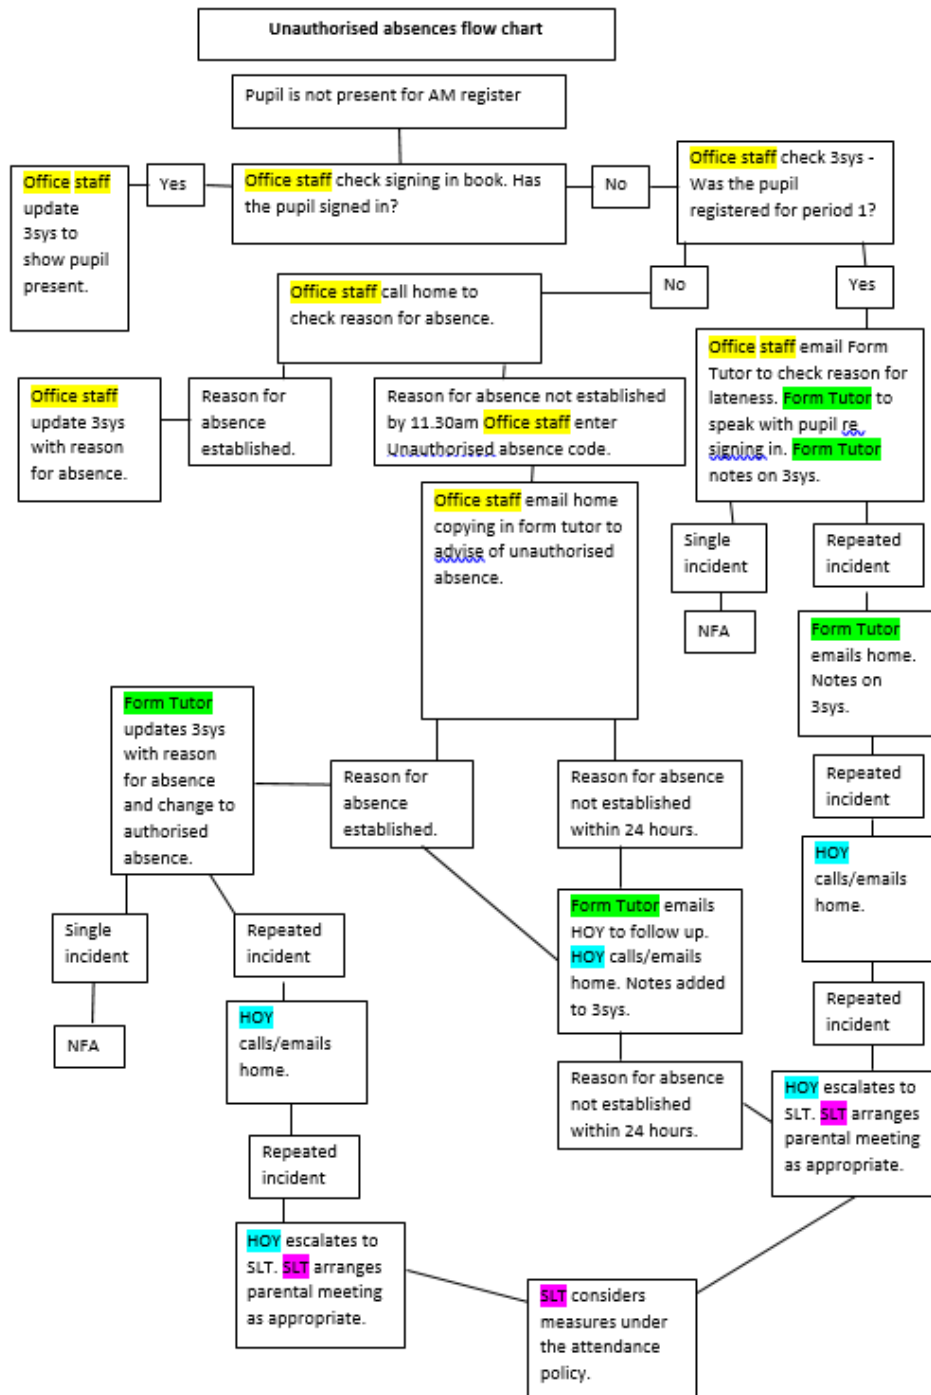 Unauthorised absences flow chart
Pupil is not present for AM register
Office staff
update
3sys to
show pupil
present.
Yes
Office staff check signing in book. Has
the pupil signed in?
No
Office staff check 3sys -
Was the pupil
registered for period 1?
No
Yes
Office staff call home to
check reason for absence.
Office staff email Form
Tutor to check reason for
lateness. Form Tutor to
speak with pupil re
signing in. Form Tutor
notes on 3sys.
Office staff
update 3sys
with reason
for absence.
Reason for
absence
established.
Reason for absence not established
by 11.30am Office staff enter
Unauthorised absence code.
Office staff email home
copying in form tutor to
advise of unauthorised
absence.
Single
incident
Repeated
incident
NFA
Form Tutor
emails home.
Notes on
3sys.
Form Tutor
updates 3sys
with reason
for absence
and change to
authorised
absence.
Reason for
absence
established.
Reason for absence
not established
within 24 hours.
Repeated
incident
HOY
calls/emails
home.
Form Tutor emails
HOY to follow up.
HOY calls/emails
home. Notes added
to 3sys.
Single
incident
Repeated
incident
NFA
HOY
calls/emails
home.
Repeated
incident
Reason for absence
not established
within 24 hours.
HOY escalates to
SLT. SLT arranges
parental meeting
as appropriate.
Repeated
incident
HOY escalates to
SLT. SLT arranges
parental meeting
as appropriate.
SLT considers
measures under
the attendance
policy.